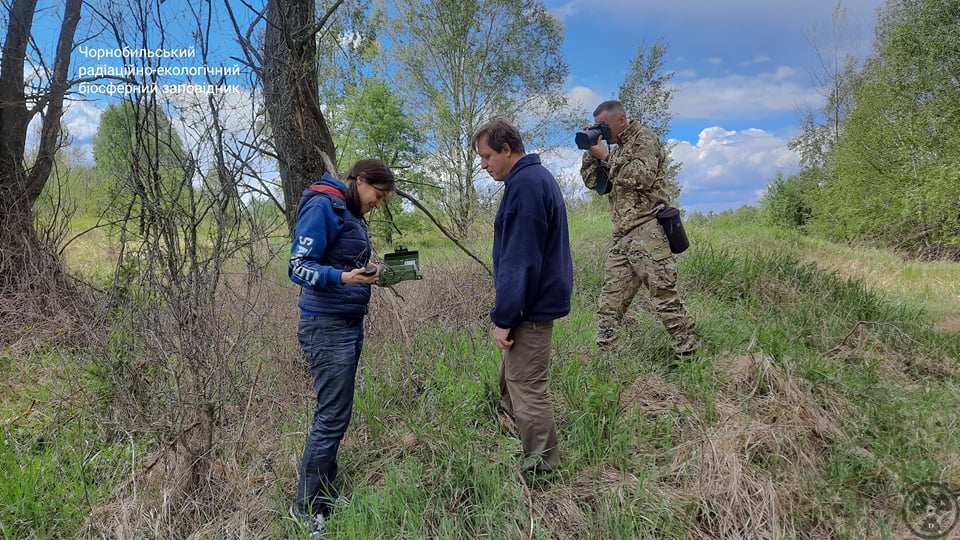 Чорнобильський
радіаційно-екологічний
біосферний заповідник